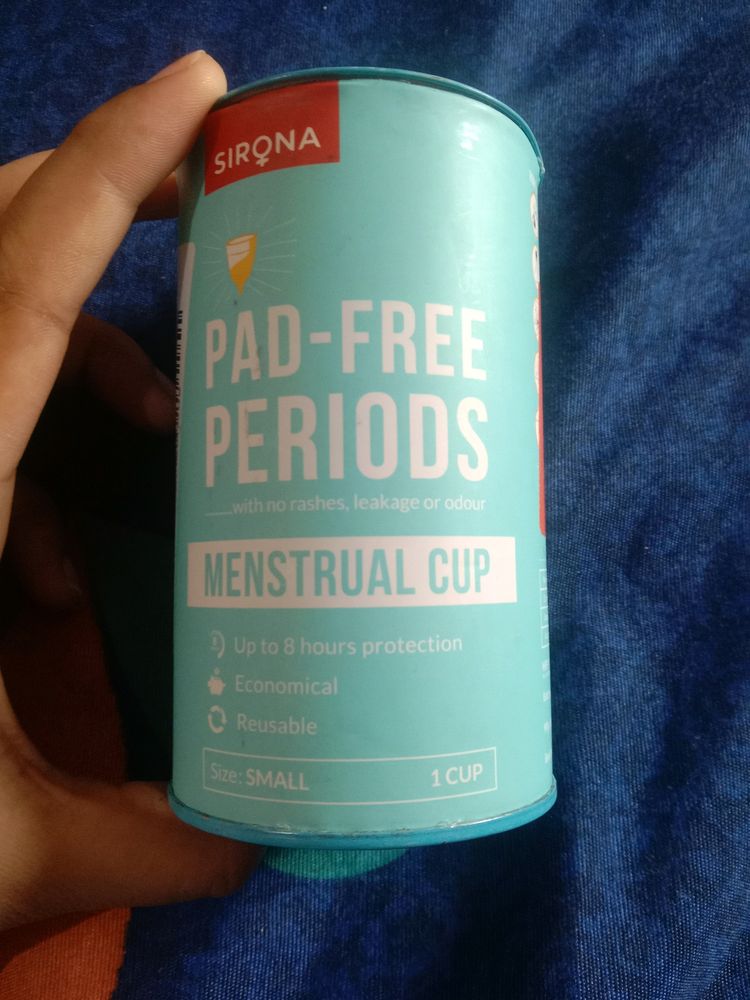 SIRONA
PAD-FREE
PERIODS
with no rashes, leakage or odour
MENSTRUAL CUP
Up to 8 hours protection
Economical
Reusable
Size: SMALL 1 CUP